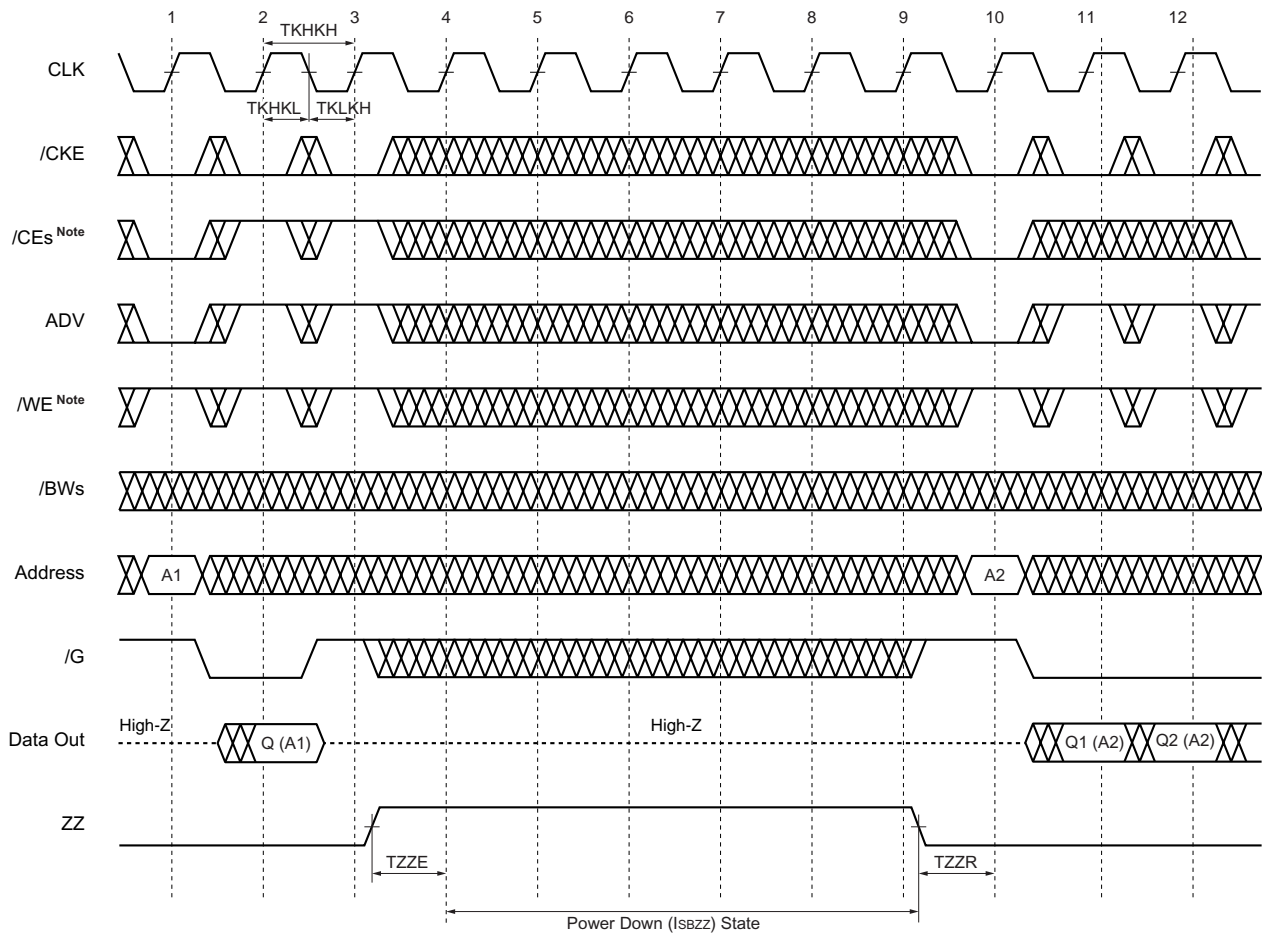 1 2 3 4 5 6 7 8 9 10 11 12
TKHKH
CLK
TKHKL TKLKH
/CKE
/CEs Note
ADV
/WE Note
/BWs
Address A1 A2
/G
High-Z High-Z
Data Out Q (A1) Q1 (A2) Q2 (A2)
ZZ
TZZE TZZR
Power Down (ISBZZ) State